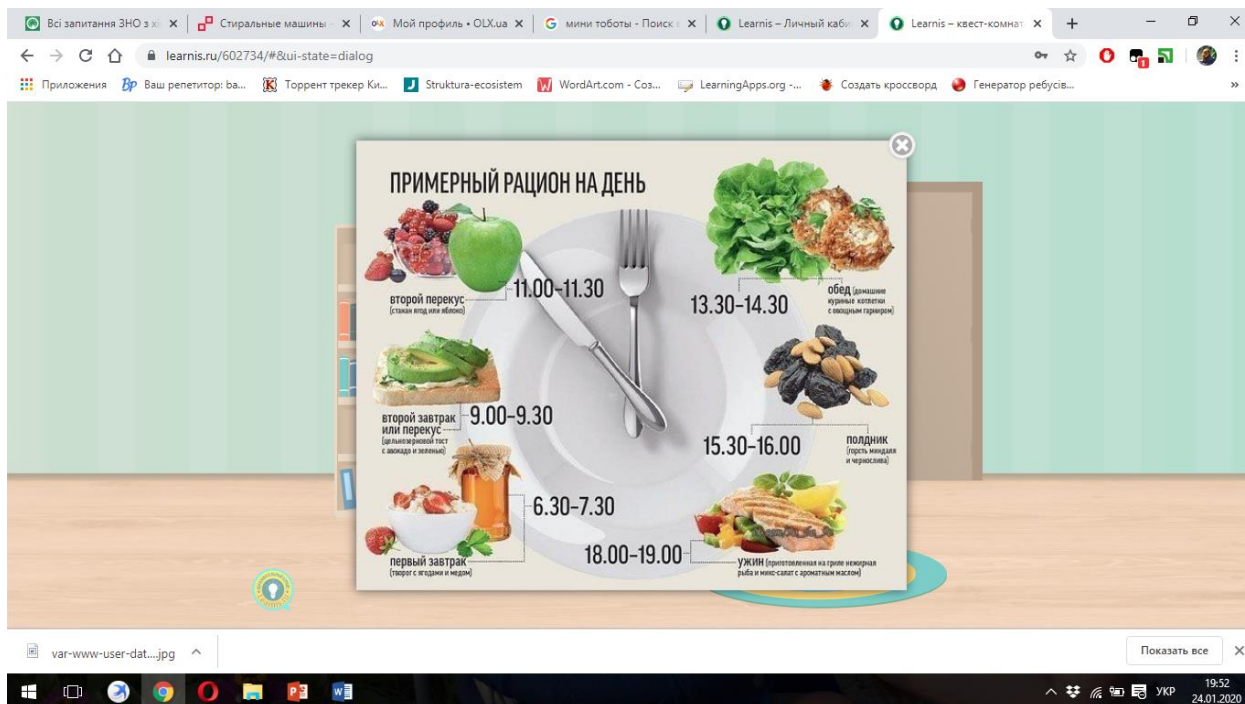 Всі запитання ЗНО з хі
Стиральные машины -
Мой профиль • OLX.ua
мини тоботы - Поиск
Learnis – Личный каби
Learnis – квест-комнат
learnis.ru/602734/#&ui-state=dialog
Приложения
Ваш репетитор: ba...
Торрент трекер Ки...
Struktura-ecosistem
WordArt.com - Соз...
LearningApps.org -...
Создать кроссворд
Генератор ребусів...
ПРИМЕРНЫЙ РАЦИОН НА ДЕНЬ
11.00-11.30
второй перекус
(стакан ягод или яблоко)
9.00-9.30
второй завтрак
или перекус
(цельнозерновой тост
с авокадо и зеленью)
6.30-7.30
первый завтрак
(творог с ягодами и медом)
13.30-14.30
обед (домашние
куриные котлетки
с овощным гарниром)
15.30-16.00
полдник
(горсть миндаля
и чернослива)
18.00-19.00
ужин (приготовленная на гриле нежирная
рыба и микс-салат с ароматным маслом)
var-www-user-dat....jpg
Показать все
УКР
19:52
24.01.2020